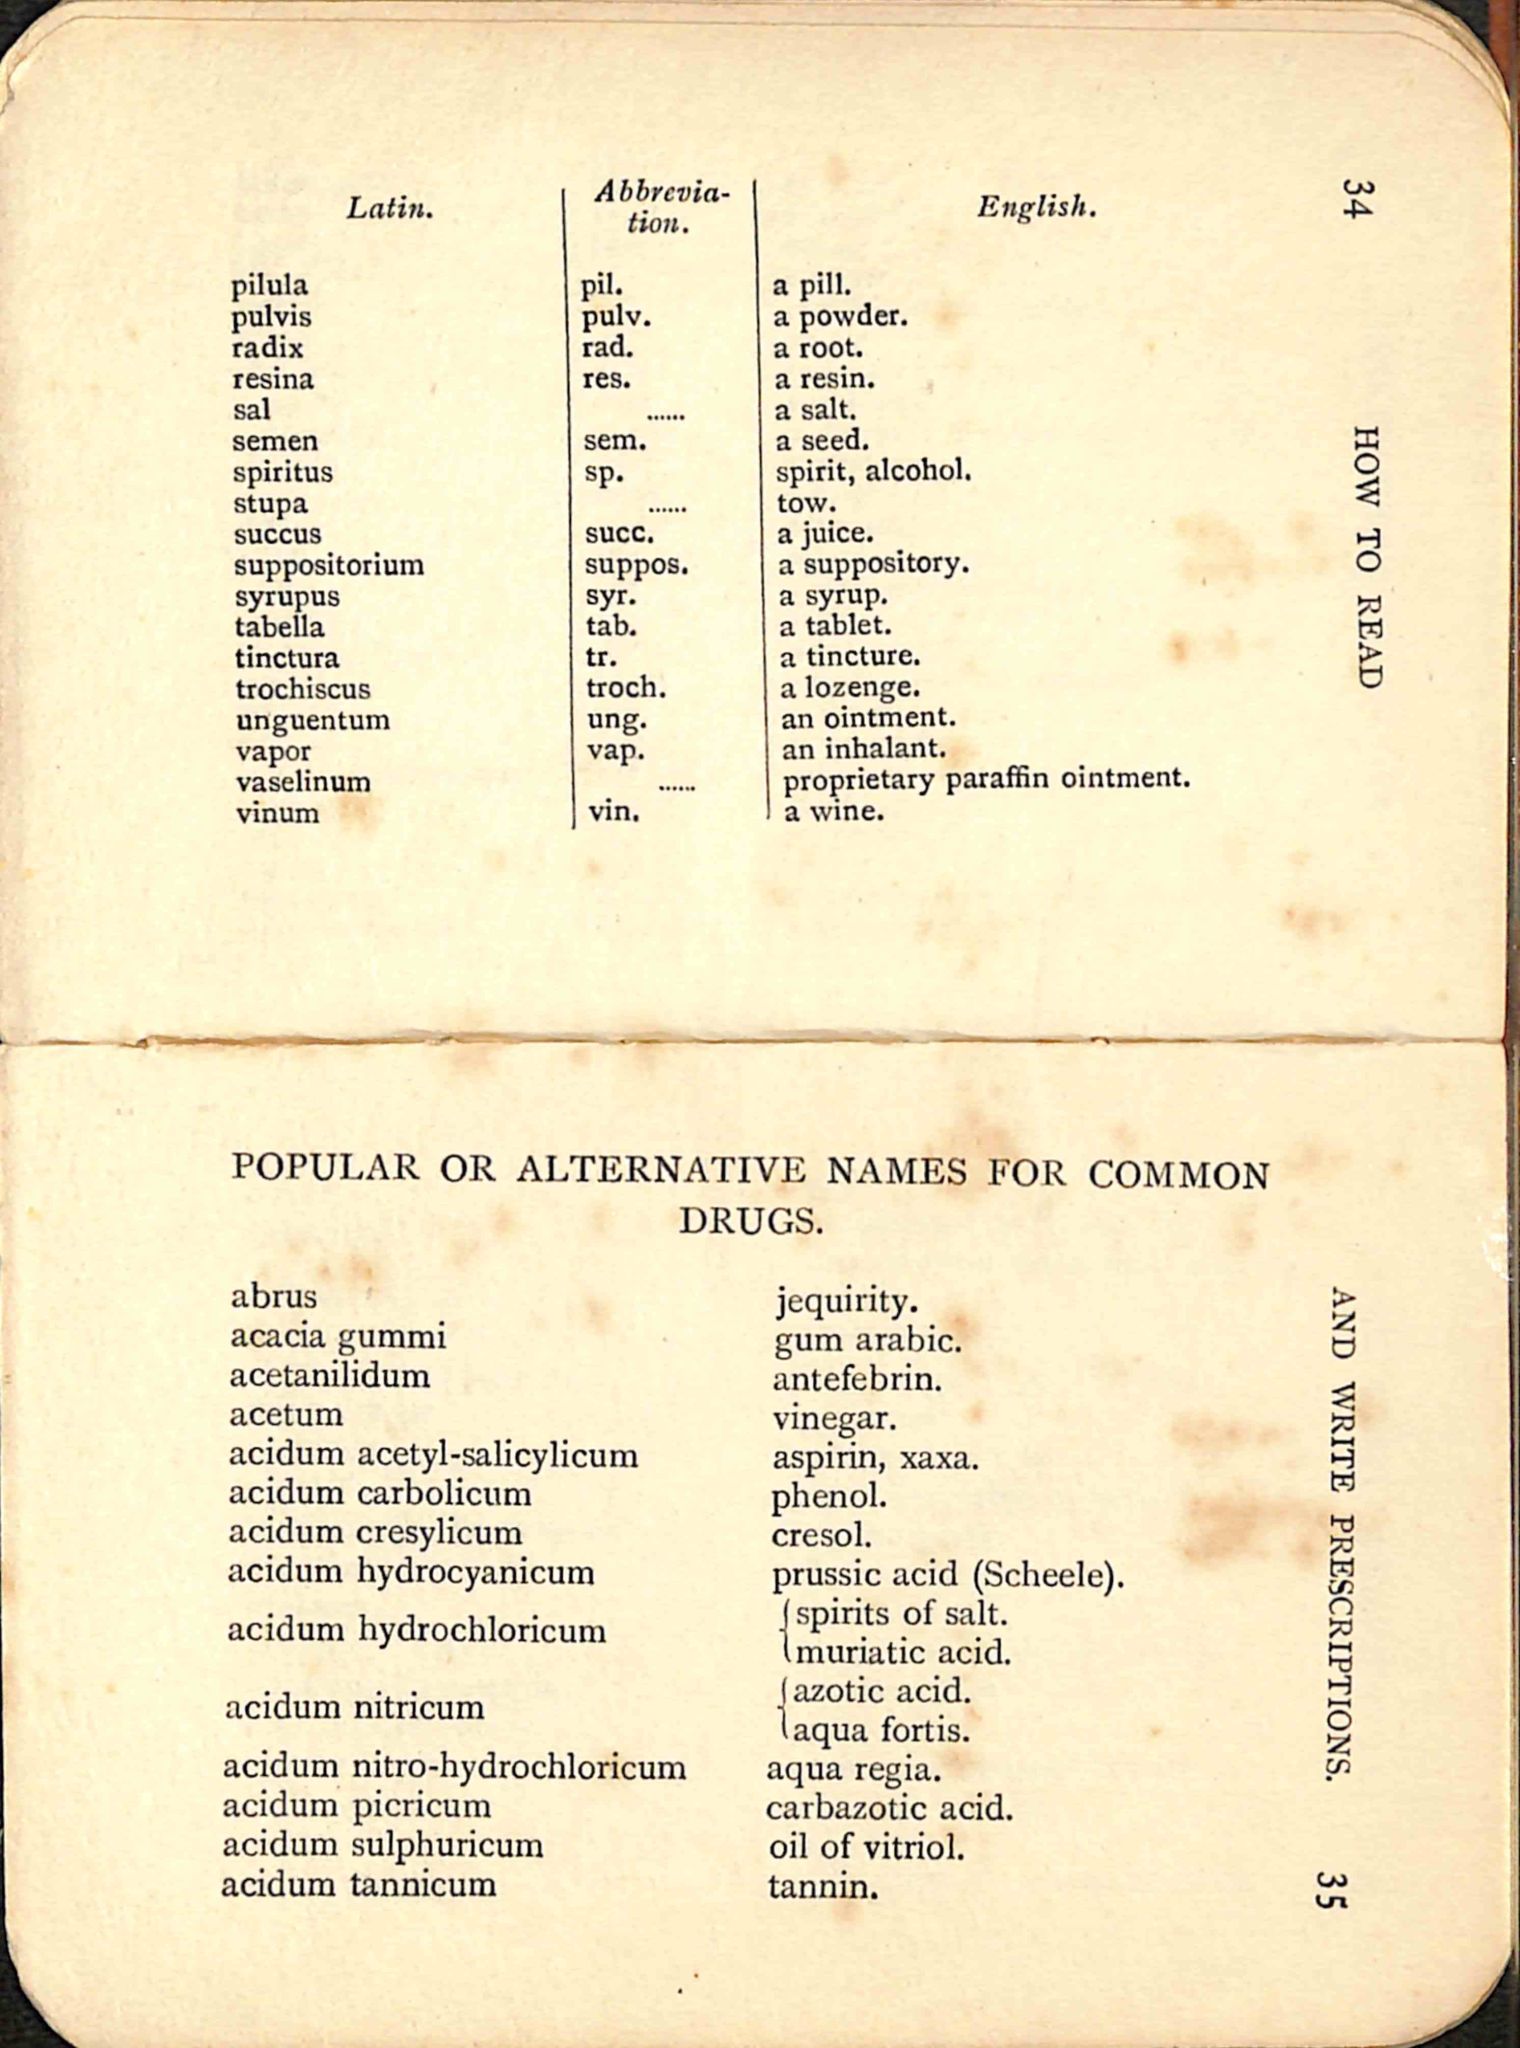 34
HOW TO READ
Latin. Abbrevia-
tion. English.
pilula pil. a pill.
pulvis pulv. a powder.
radix rad. a root.
resina res. a resin.
sal ...... a salt.
semen sem. a seed.
spiritus sp. spirit, alcohol.
stupa ...... tow.
succus succ. a juice.
suppositorium suppos. a suppository.
syrupus syr. a syrup.
tabella tab. a tablet.
tinctura tr. a tincture.
trochiscus troch. a lozenge.
unguentum ung. an ointment.
vapor vap. an inhalant.
vaselinum ...... proprietary paraffin ointment.
vinum vin. a wine.
AND WRITE PRESCRIPTIONS.
35
POPULAR OR ALTERNATIVE NAMES FOR COMMON
DRUGS.
abrus jequirity.
acacia gummi gum arabic.
acetanilidum antefebrin.
acetum vinegar.
acidum acetyl-salicylicum aspirin, xaxa.
acidum carbolicum phenol.
acidum cresylicum cresol.
acidum hydrocyanicum prussic acid (Scheele).
acidum hydrochloricum spirits of salt.
muriatic acid.
acidum nitricum azotic acid.
aqua fortis.
acidum nitro-hydrochloricum aqua regia.
acidum picricum carbazotic acid.
acidum sulphuricum oil of vitriol.
acidum tannicum tannin.